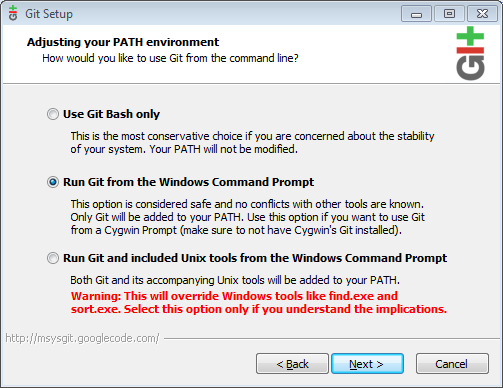 Git Setup
Adjusting your PATH environment
How would you like to use Git from the command line?
Git
Use Git Bash only
This is the most conservative choice if you are concerned about the stability
of your system. Your PATH will not be modified.
Run Git from the Windows Command Prompt
This option is considered safe and no conflicts with other tools are known.
Only Git will be added to your PATH. Use this option if you want to use Git
from a Cygwin Prompt (make sure to not have Cygwin's Git installed).
Run Git and included Unix tools from the Windows Command Prompt
Both Git and its accompanying Unix tools will be added to your PATH.
Warning: This will override Windows tools like find.exe and
sort.exe. Select this option only if you understand the implications.
http://msysgit.googlecode.com/
< Back
Next >
Cancel